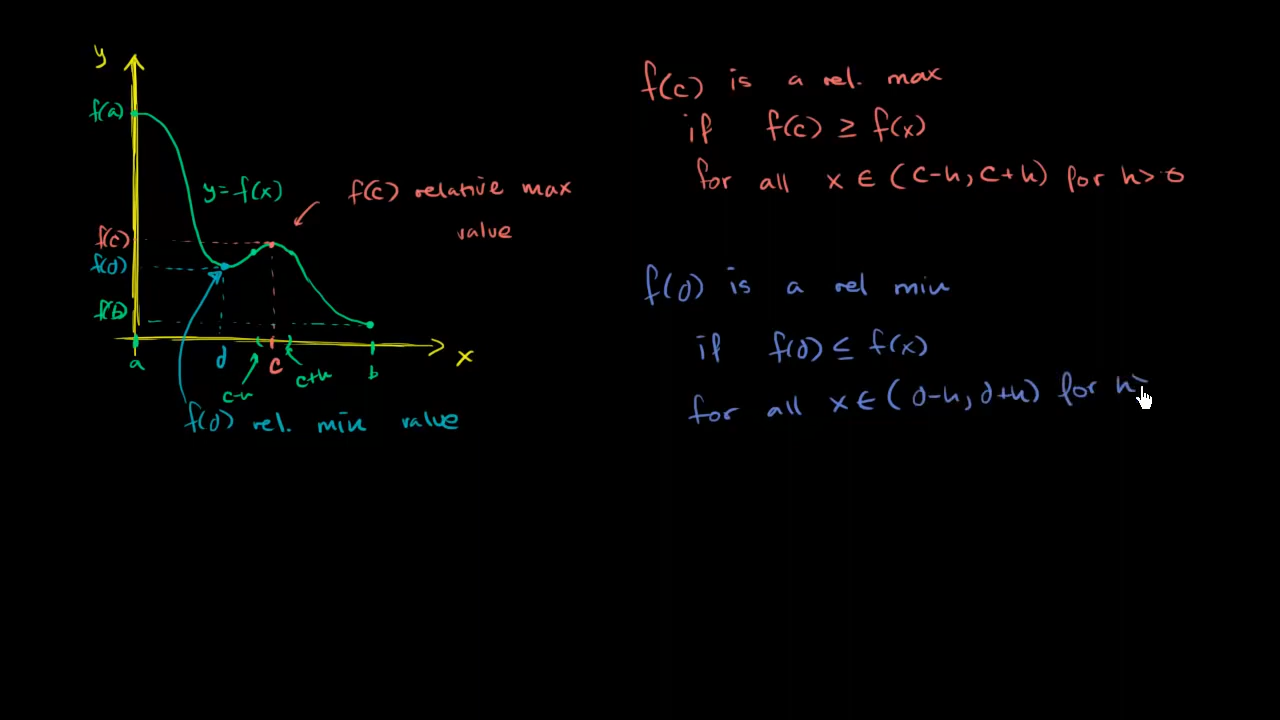 y
f(a)
y=f(x)
f(c) relative max
value
f(c)
f(d)
f(b)
a
d
c
b
x
c-h
c+h
f(d) rel. min value
f(c) is a rel. max
if f(c) ≥ f(x)
for all x ∈ (c-h, c+h) for h>0
f(d) is a rel min
if f(d) ≤ f(x)
for all x ∈ (d-h, d+h) for h>